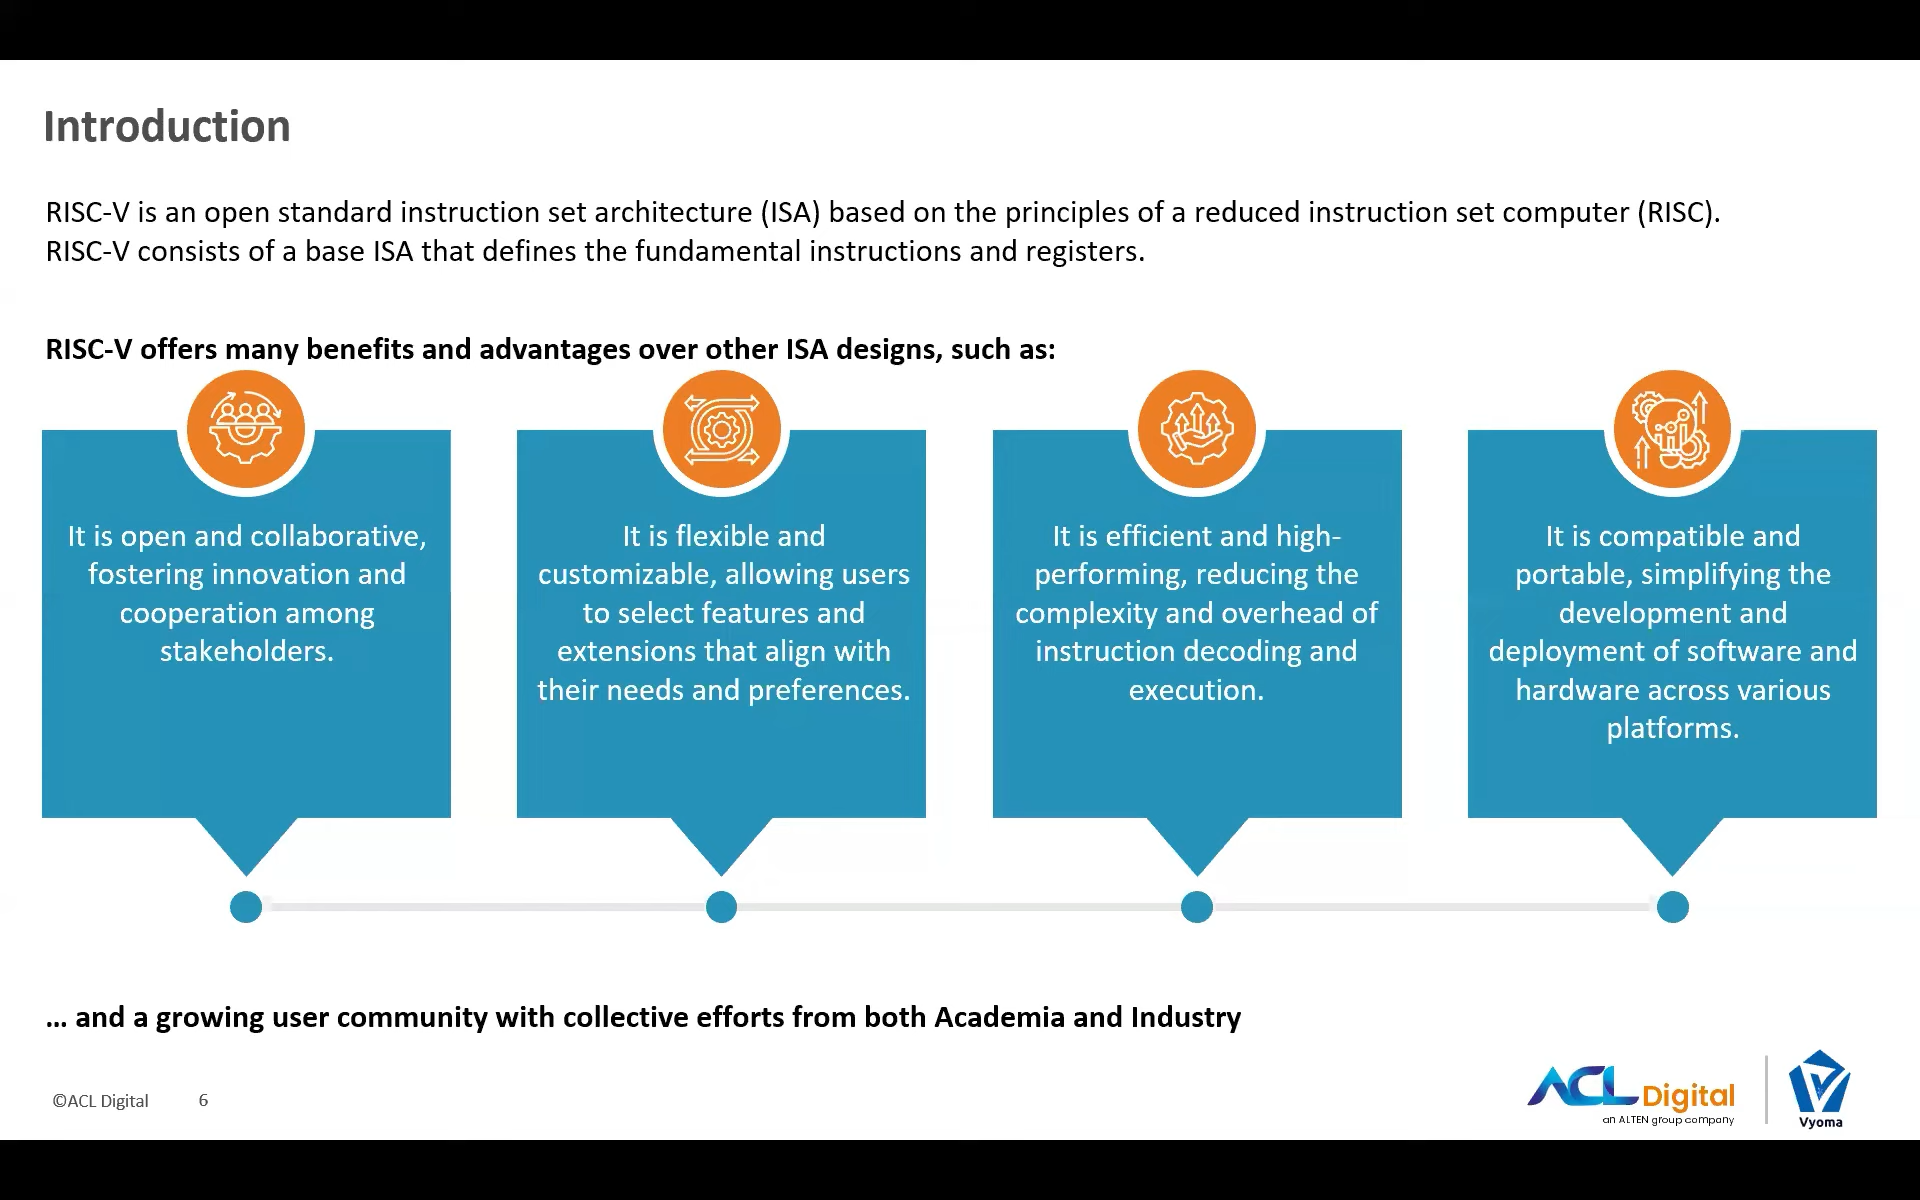 Introduction
RISC-V is an open standard instruction set architecture (ISA) based on the principles of a reduced instruction set computer (RISC).
RISC-V consists of a base ISA that defines the fundamental instructions and registers.
RISC-V offers many benefits and advantages over other ISA designs, such as:
It is open and collaborative,
fostering innovation and
cooperation among
stakeholders.
It is flexible and
customizable, allowing users
to select features and
extensions that align with
their needs and preferences.
It is efficient and high-
performing, reducing the
complexity and overhead of
instruction decoding and
execution.
It is compatible and
portable, simplifying the
development and
deployment of software and
hardware across various
platforms.
... and a growing user community with collective efforts from both Academia and Industry
©ACL Digital 6
ACL Digital
an ALTEN group company
Vyoma